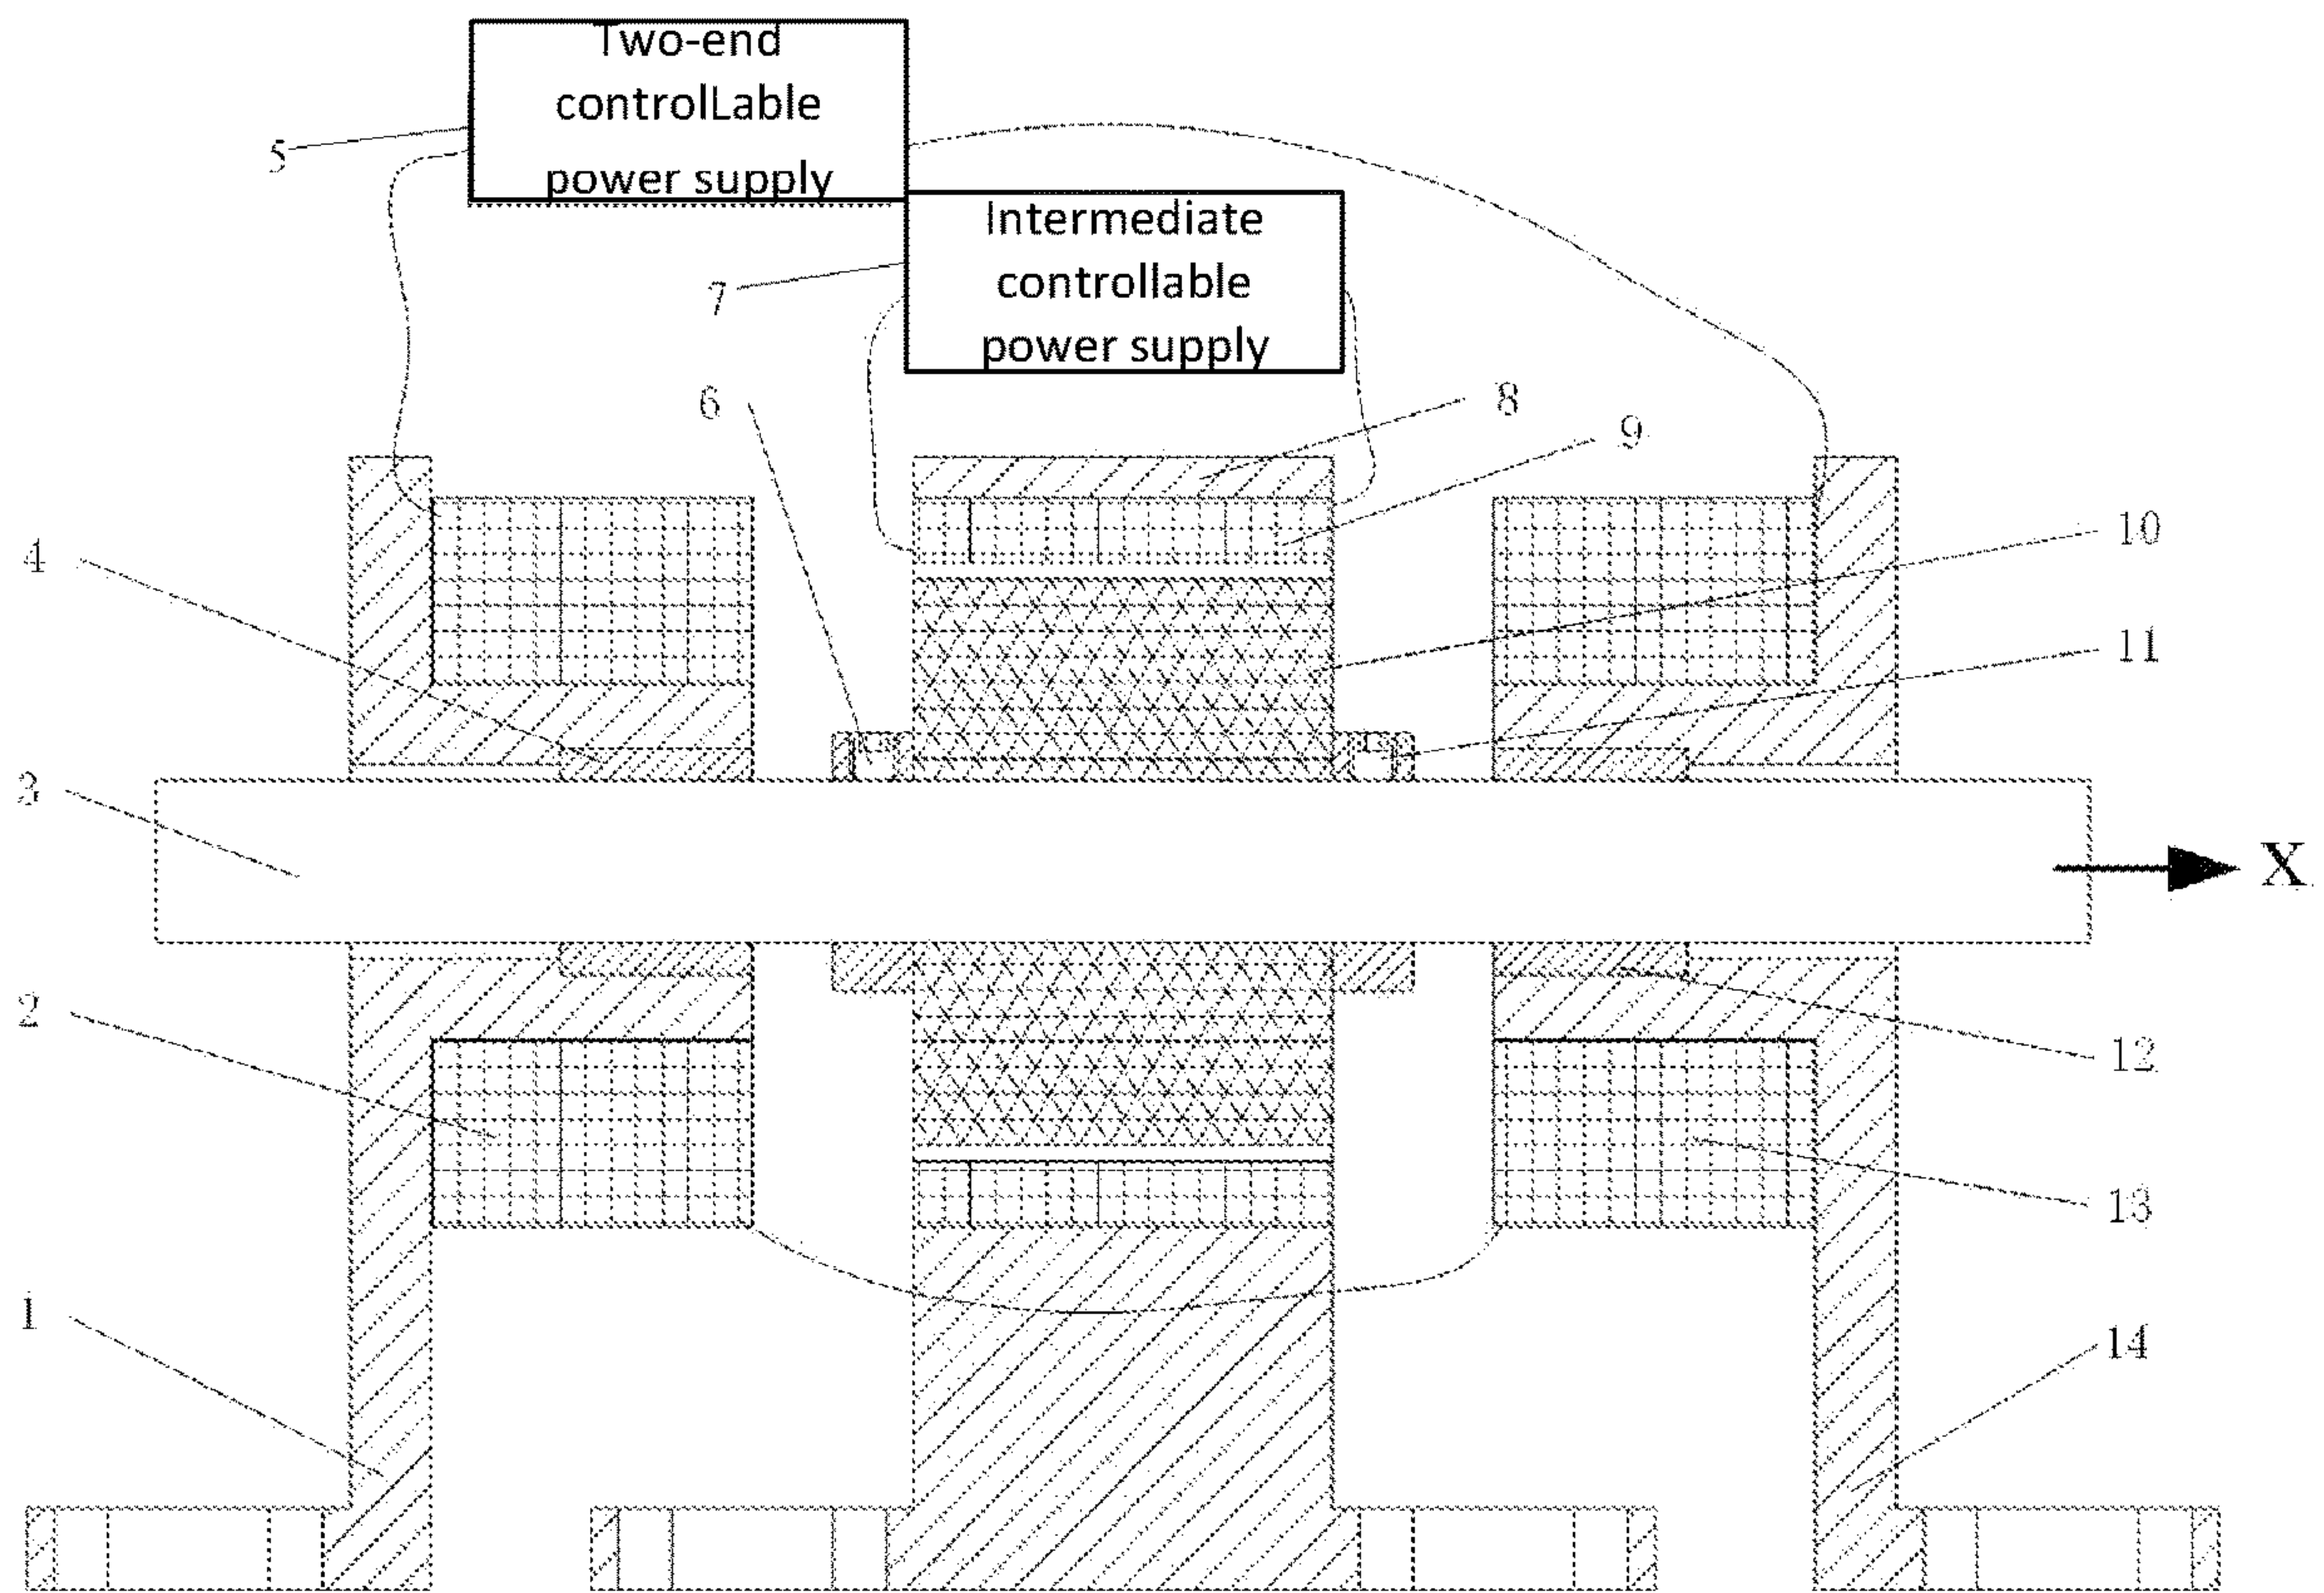 Two-end
controlLable
power supply
5
Intermediate
controllable
power supply
7
6
8
9
10
4
11
3
X
2
12
13
1
14